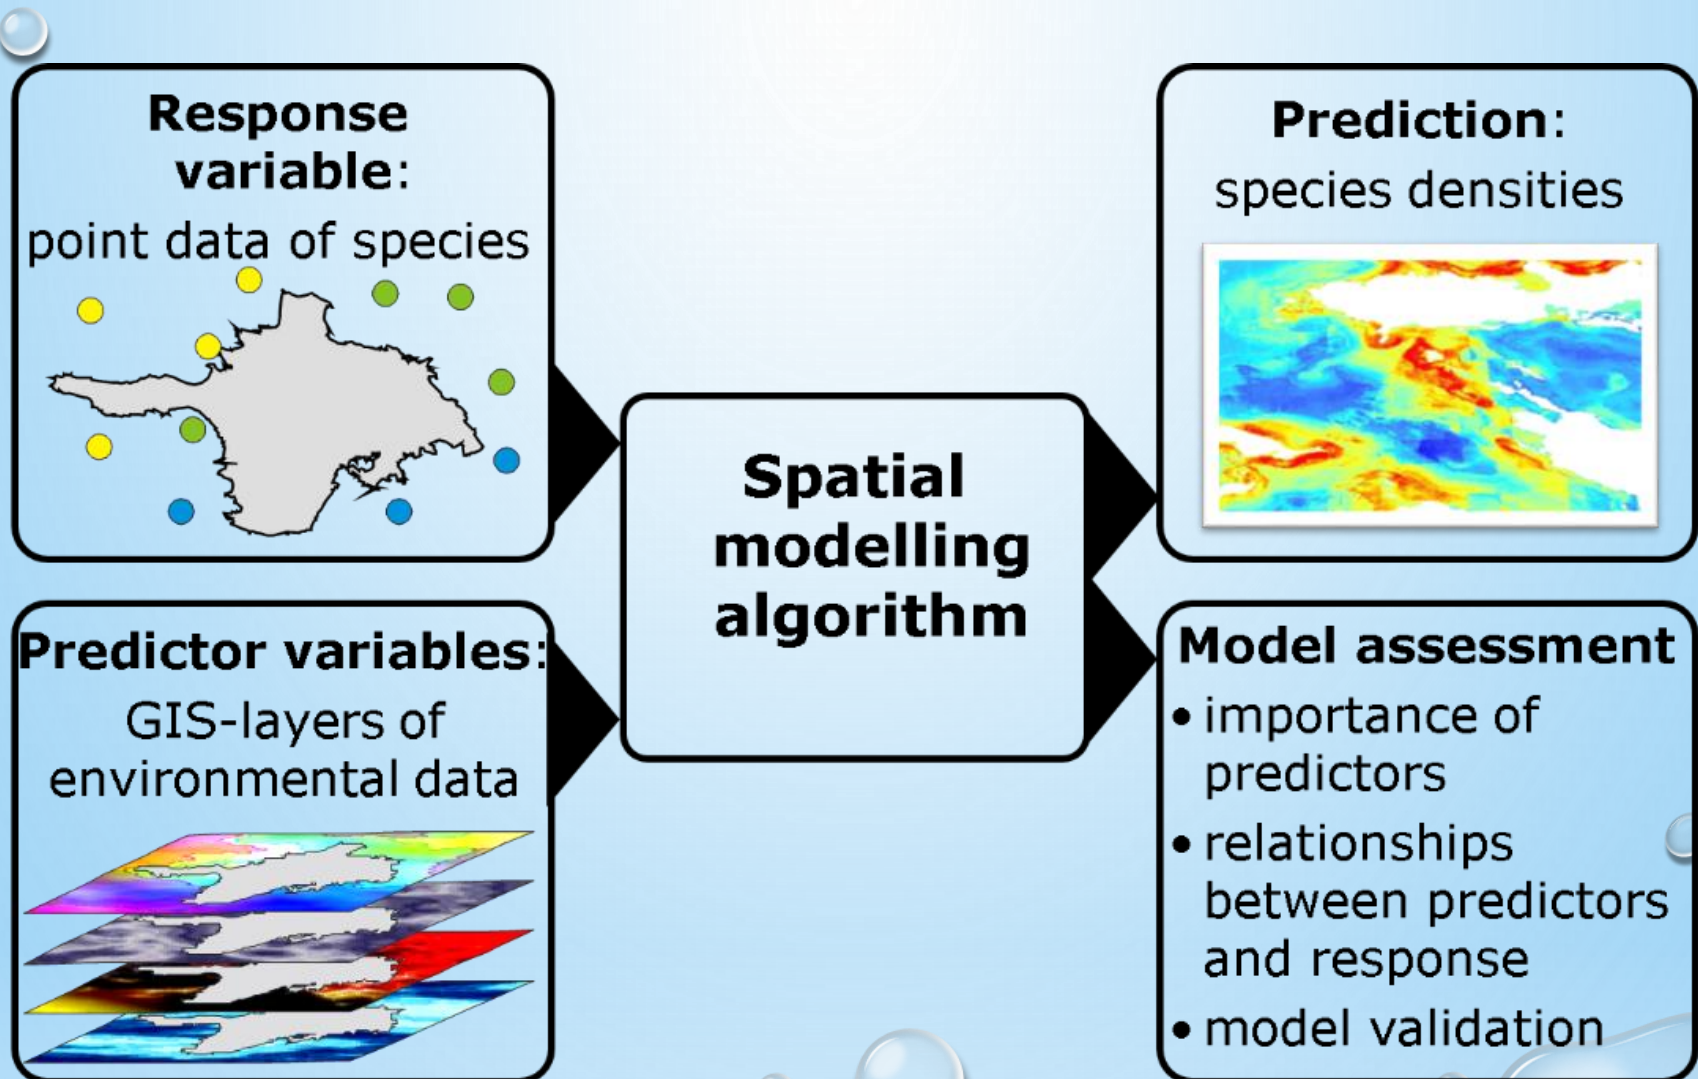 Response
variable:
point data of species
Predictor variables:
GIS-layers of
environmental data
Spatial
modelling
algorithm
Prediction:
species densities
Model assessment
• importance of
predictors
• relationships
between predictors
and response
• model validation